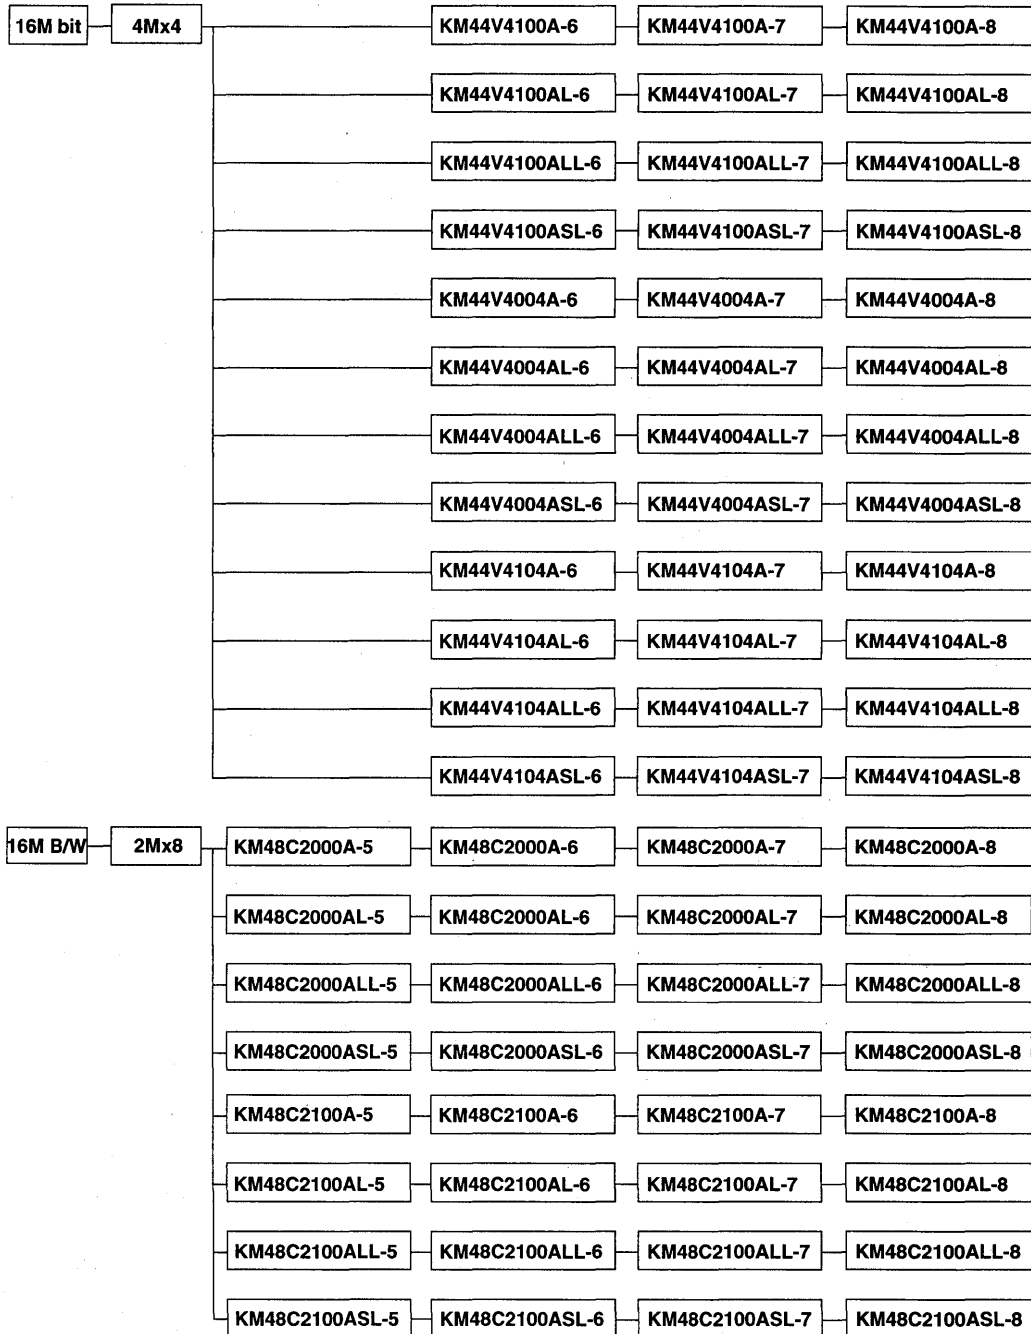 16M bit 4Mx4 KM44V4100A-6 KM44V4100A-7 KM44V4100A-8
KM44V4100AL-6 KM44V4100AL-7 KM44V4100AL-8
KM44V4100ALL-6 KM44V4100ALL-7 KM44V4100ALL-8
KM44V4100ASL-6 KM44V4100ASL-7 KM44V4100ASL-8
KM44V4004A-6 KM44V4004A-7 KM44V4004A-8
KM44V4004AL-6 KM44V4004AL-7 KM44V4004AL-8
KM44V4004ALL-6 KM44V4004ALL-7 KM44V4004ALL-8
KM44V4004ASL-6 KM44V4004ASL-7 KM44V4004ASL-8
KM44V4104A-6 KM44V4104A-7 KM44V4104A-8
KM44V4104AL-6 KM44V4104AL-7 KM44V4104AL-8
KM44V4104ALL-6 KM44V4104ALL-7 KM44V4104ALL-8
KM44V4104ASL-6 KM44V4104ASL-7 KM44V4104ASL-8
16M B/W 2Mx8 KM48C2000A-5 KM48C2000A-6 KM48C2000A-7 KM48C2000A-8
KM48C2000AL-5 KM48C2000AL-6 KM48C2000AL-7 KM48C2000AL-8
KM48C2000ALL-5 KM48C2000ALL-6 KM48C2000ALL-7 KM48C2000ALL-8
KM48C2000ASL-5 KM48C2000ASL-6 KM48C2000ASL-7 KM48C2000ASL-8
KM48C2100A-5 KM48C2100A-6 KM48C2100A-7 KM48C2100A-8
KM48C2100AL-5 KM48C2100AL-6 KM48C2100AL-7 KM48C2100AL-8
KM48C2100ALL-5 KM48C2100ALL-6 KM48C2100ALL-7 KM48C2100ALL-8
KM48C2100ASL-5 KM48C2100ASL-6 KM48C2100ASL-7 KM48C2100ASL-8